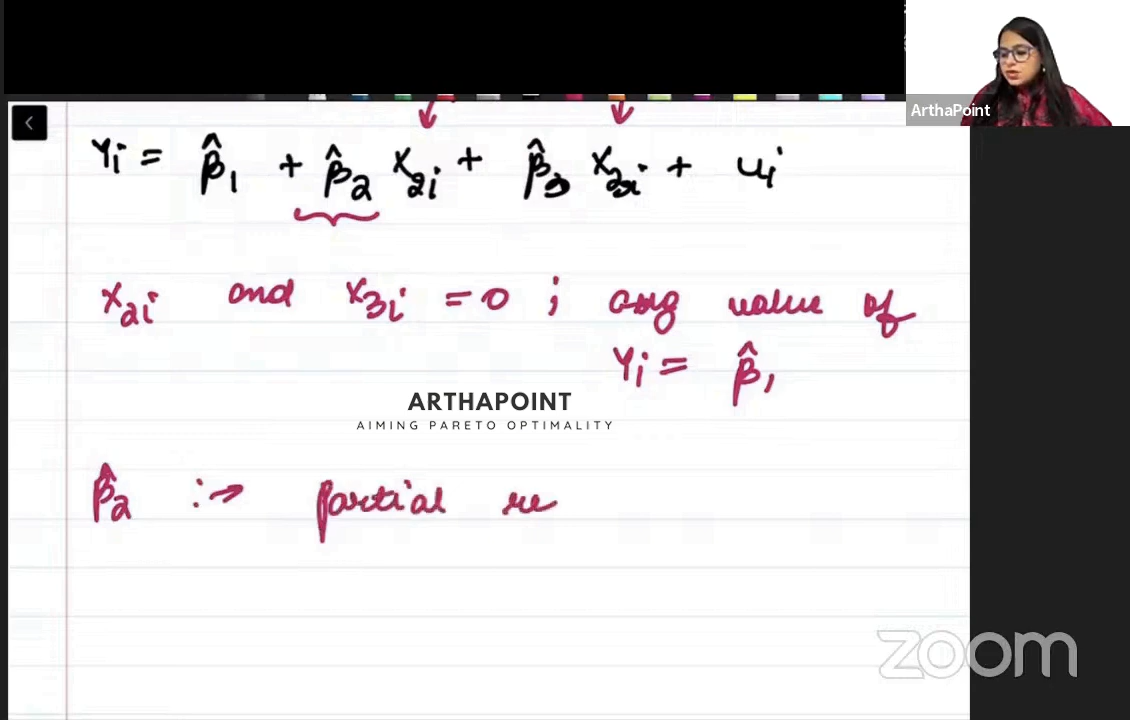 ArthaPoint
Yi = β̂1 + β̂2 X2i + β̂3 X3i + ui
X2i and X3i = 0 ; avg value of
Yi = β̂1
ARTHAPOINT
AIMING PARETO OPTIMALITY
β̂2 :→ partial re
zoom